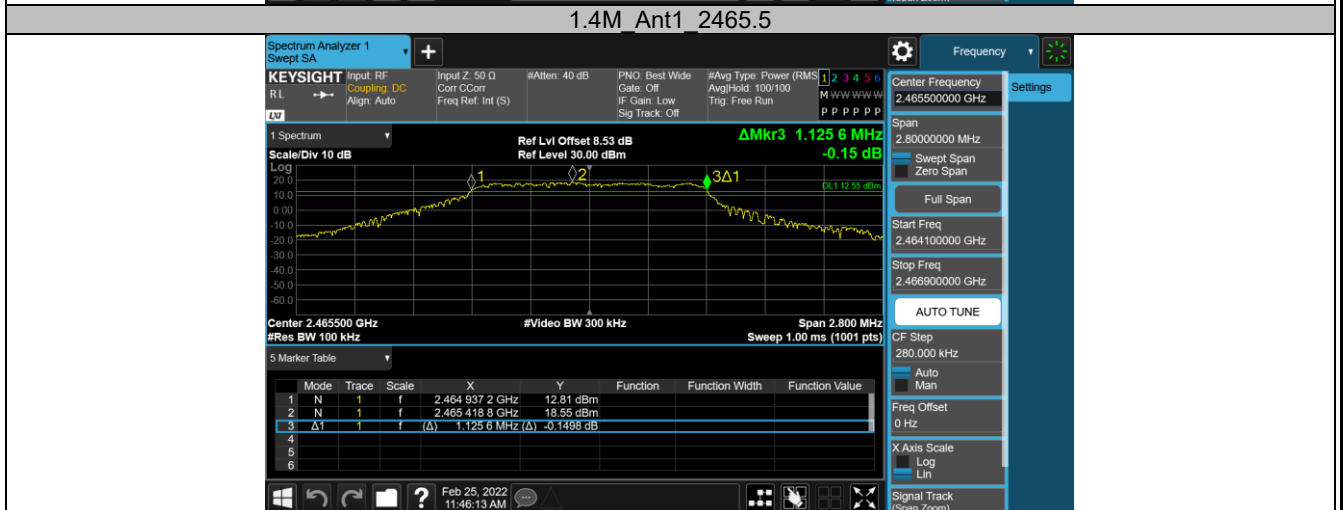 1.4M_Ant1_2465.5
Spectrum Analyzer 1
Swept SA
+
Frequency
KEYSIGHT
Input: RF
Input Z: 50 Ω
#Atten: 40 dB
PNO: Best Wide
#Avg Type: Power (RMS
1 2 3 4 5 6
R L
Coupling: DC
Corr CCorr
Gate: Off
Avg|Hold: 100/100
M W W W W W
Align: Auto
Freq Ref: Int (S)
IF Gain: Low
Trig: Free Run
Sig Track: Off
P P P P P P
LXI
Center Frequency
2.465500000 GHz
Settings
Span
2.80000000 MHz
Swept Span
Zero Span
Full Span
Start Freq
2.464100000 GHz
Stop Freq
2.466900000 GHz
AUTO TUNE
CF Step
280.000 kHz
Auto
Man
Freq Offset
0 Hz
X Axis Scale
Log
Lin
Signal Track
(Span Zoom)
1 Spectrum
Ref Lvl Offset 8.53 dB
ΔMkr3 1.125 6 MHz
Scale/Div 10 dB
Ref Level 30.00 dBm
-0.15 dB
Log
1
2
3Δ1
DL1 12.55 dBm
20.0
10.0
0.00
-10.0
-20.0
-30.0
-40.0
-50.0
-60.0
Center 2.465500 GHz
#Video BW 300 kHz
Span 2.800 MHz
#Res BW 100 kHz
Sweep 1.00 ms (1001 pts)
5 Marker Table
Mode Trace Scale X Y Function Function Width Function Value
1 N 1 f 2.464 937 2 GHz 12.81 dBm
2 N 1 f 2.465 418 8 GHz 18.55 dBm
3 Δ1 1 f (Δ) 1.125 6 MHz (Δ) -0.1498 dB
4
5
6
?
Feb 25, 2022
11:46:13 AM